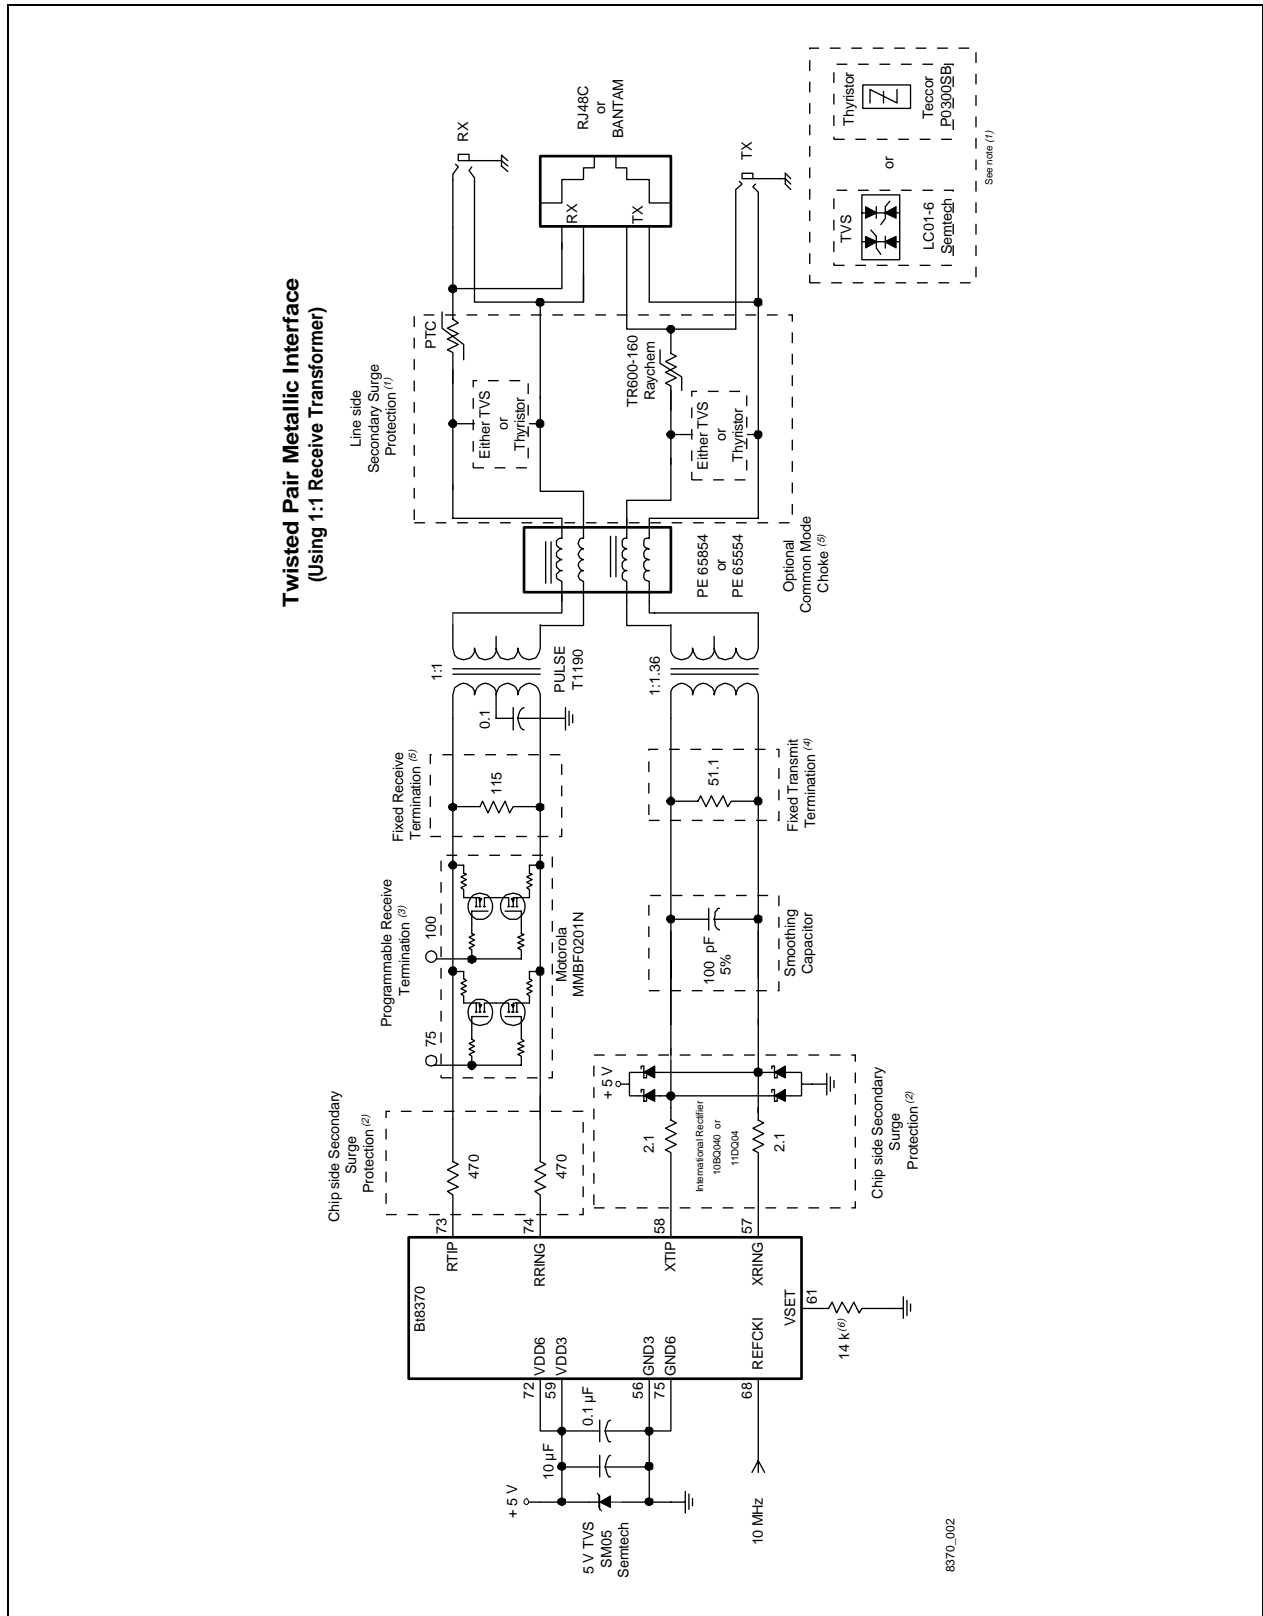 Twisted Pair Metallic Interface
(Using 1:1 Receive Transformer)
Chip side Secondary
Surge
Protection (2)
Programmable Receive
Termination (3)
Fixed Receive
Termination (5)
Line side
Secondary Surge
Protection (1)
PTC
RX
RJ48C
or
BANTAM
RX
TX
TX
Either TVS
or
Thyristor
TR600-160
Raychem
Either TVS
or
Thyristor
PE 65854
or
PE 65554
Optional
Common Mode
Choke (5)
1:1
0.1
PULSE
T1190
1:1.36
115
51.1
Fixed Transmit
Termination (4)
75
100
Motorola
MMBF0201N
100 pF
5%
Smoothing
Capacitor
470
470
+ 5 V
2.1
2.1
International Rectifier
10BQ040 or
11DQ04
Chip side Secondary
Surge
Protection (2)
Bt8370
73
RTIP
74
RRING
58
XTIP
57
XRING
61
VSET
14 k(6)
72
VDD6
59
VDD3
56
GND3
75
GND6
68
REFCKI
0.1 µF
10 µF
+ 5 V
5 V TVS
SM05
Semtech
10 MHz
TVS
LC01-6
Semtech
or
Thyristor
Teccor
P0300SB
See note (1)
8370_002